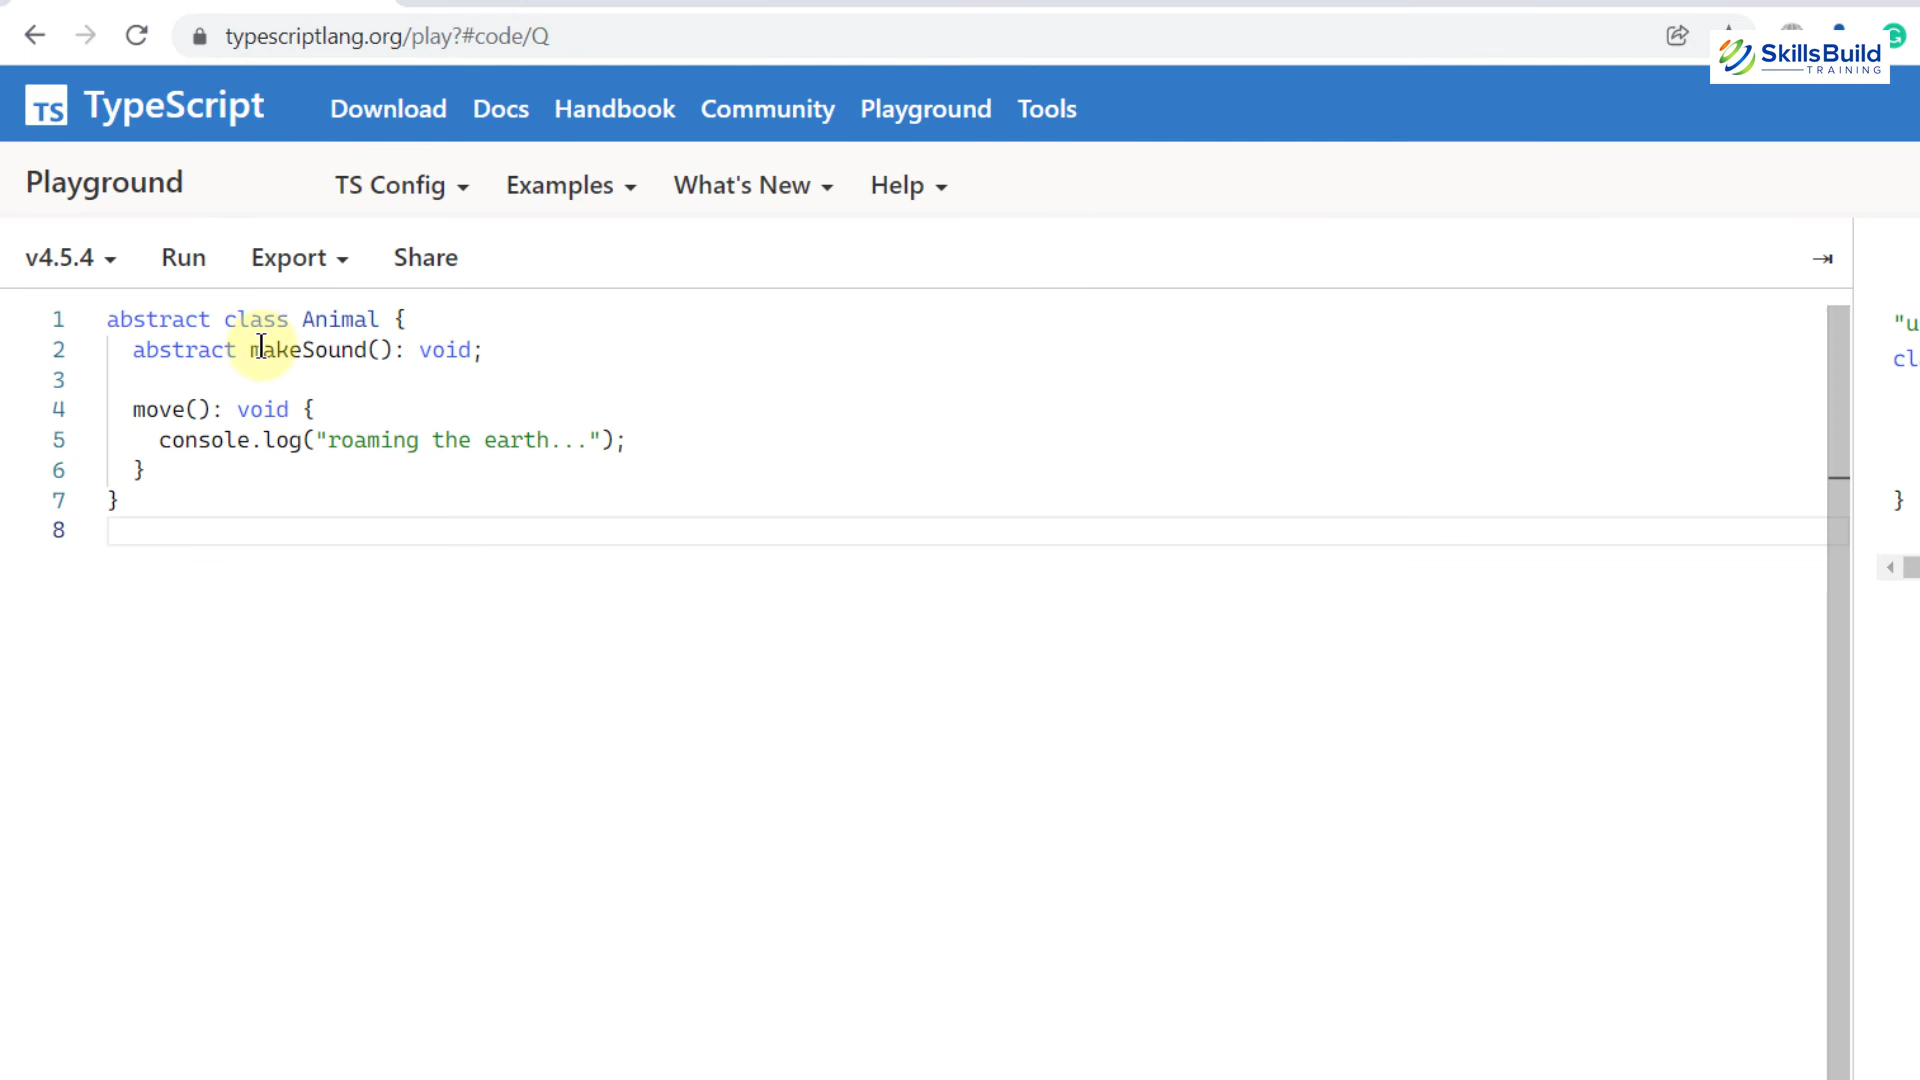 typescriptlang.org/play?#code/Q
SkillsBuild
TRAINING
TS TypeScript Download Docs Handbook Community Playground Tools
Playground TS Config Examples What's New Help
v4.5.4 Run Export Share
1 abstract class Animal {
2 abstract makeSound(): void;
3
4 move(): void {
5 console.log("roaming the earth...");
6 }
7 }
8
"u
cl
}